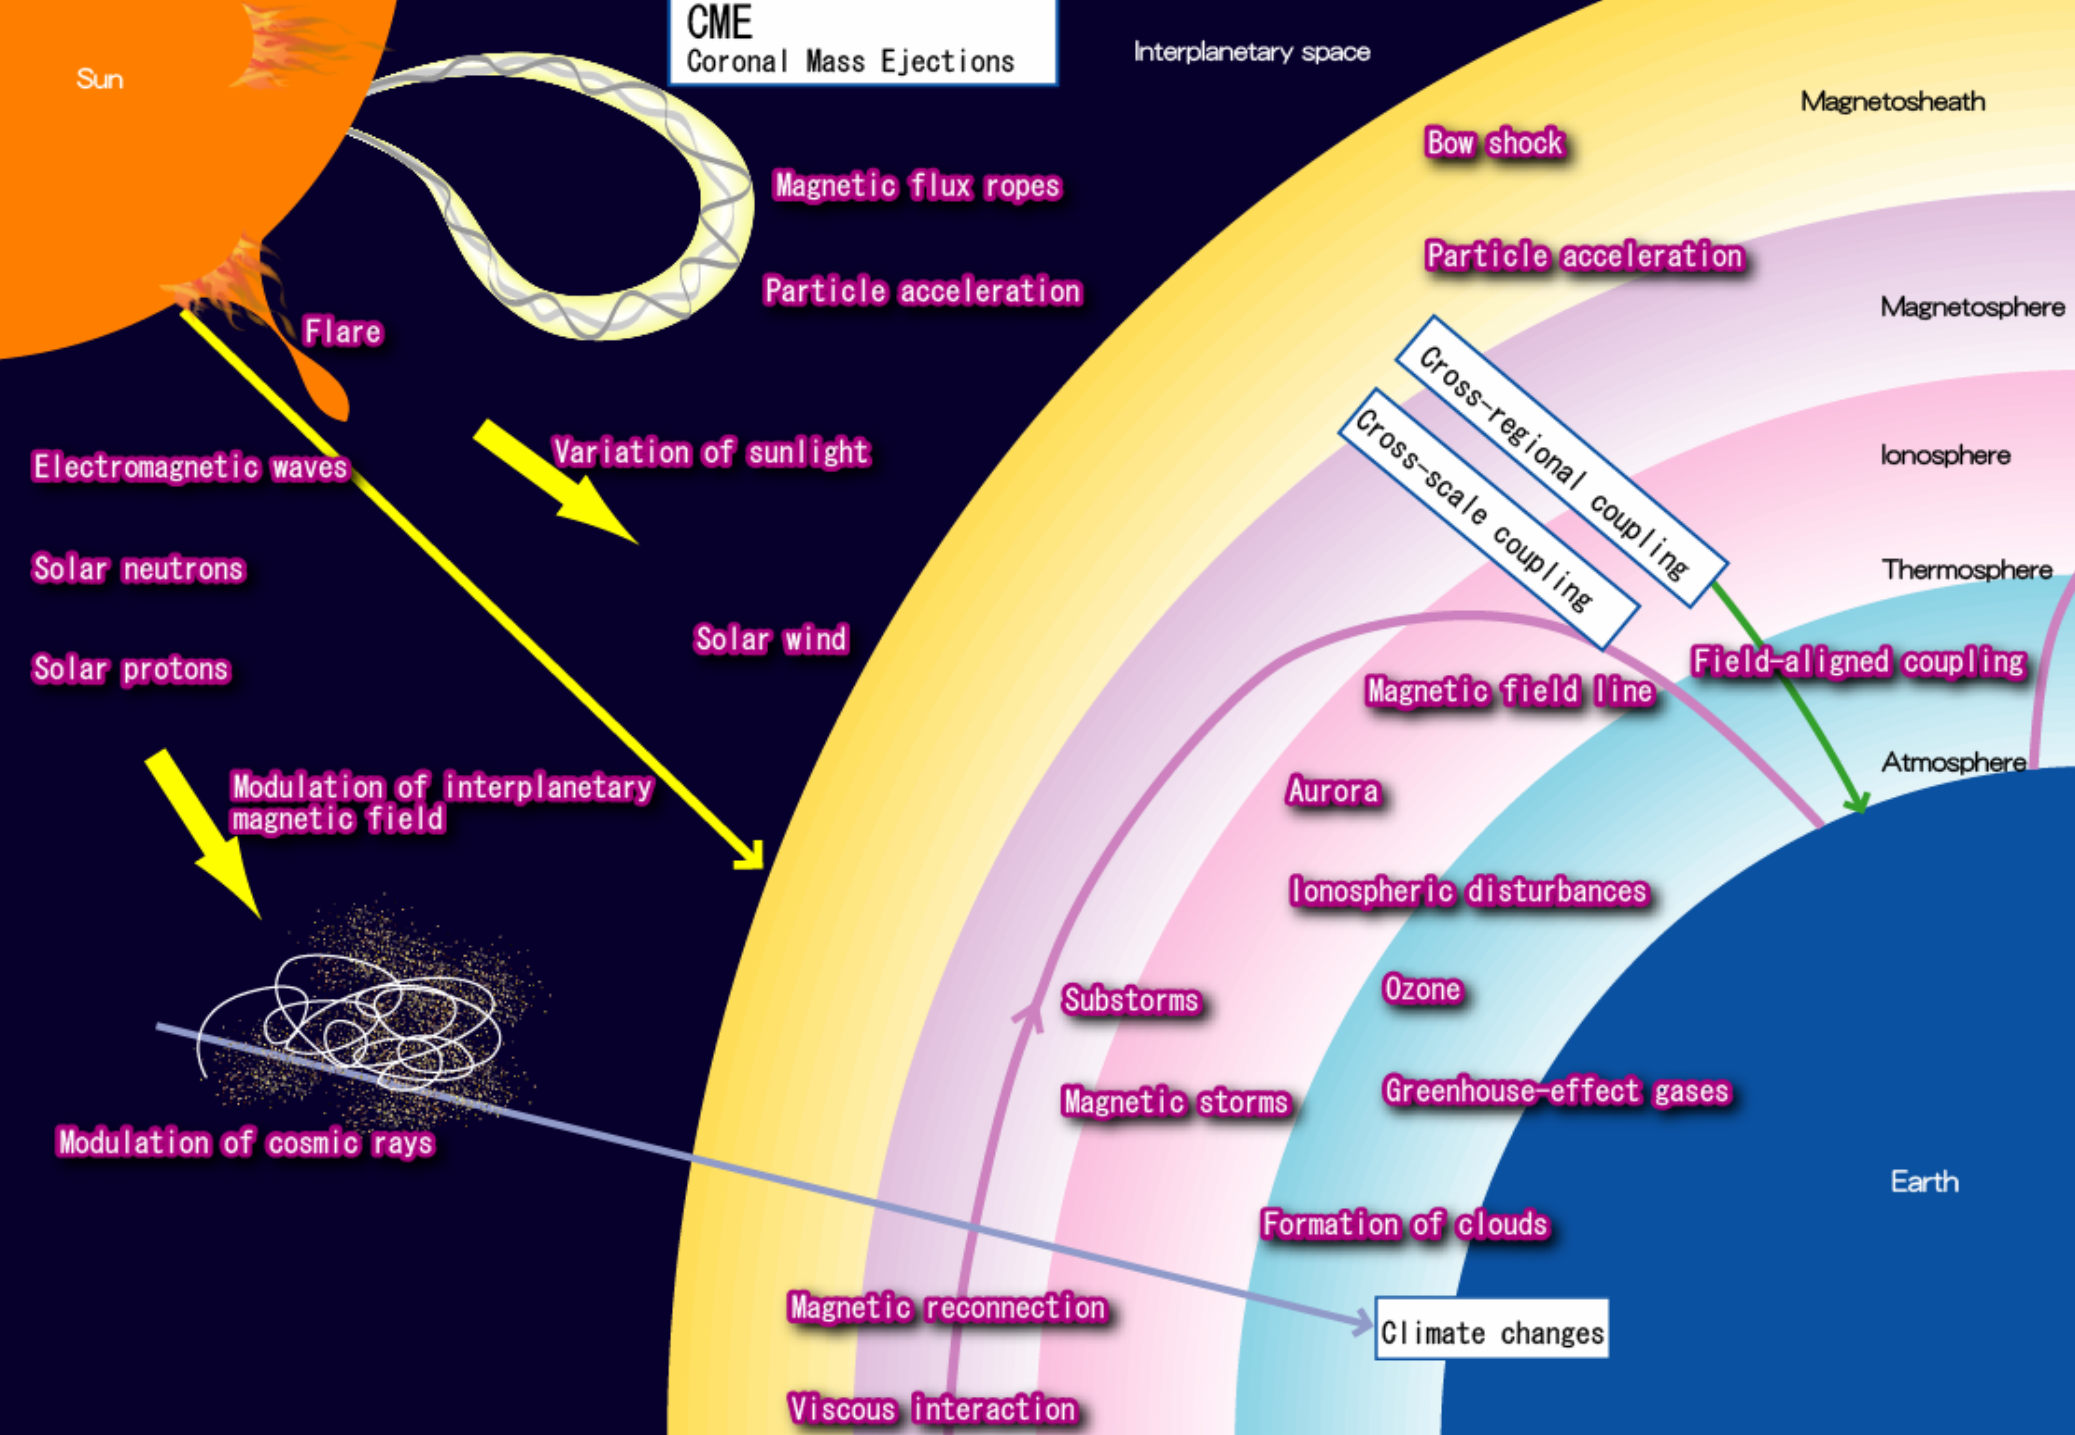 CME
Coronal Mass Ejections
Interplanetary space
Sun
Magnetosheath
Bow shock
Magnetic flux ropes
Particle acceleration
Particle acceleration
Magnetosphere
Flare
Cross-regional coupling
Cross-scale coupling
Variation of sunlight
Ionosphere
Electromagnetic waves
Solar neutrons
Thermosphere
Solar wind
Solar protons
Field-aligned coupling
Magnetic field line
Atmosphere
Modulation of interplanetary
magnetic field
Aurora
Ionospheric disturbances
Substorms
Ozone
Magnetic storms
Greenhouse-effect gases
Modulation of cosmic rays
Earth
Formation of clouds
Magnetic reconnection
Climate changes
Viscous interaction